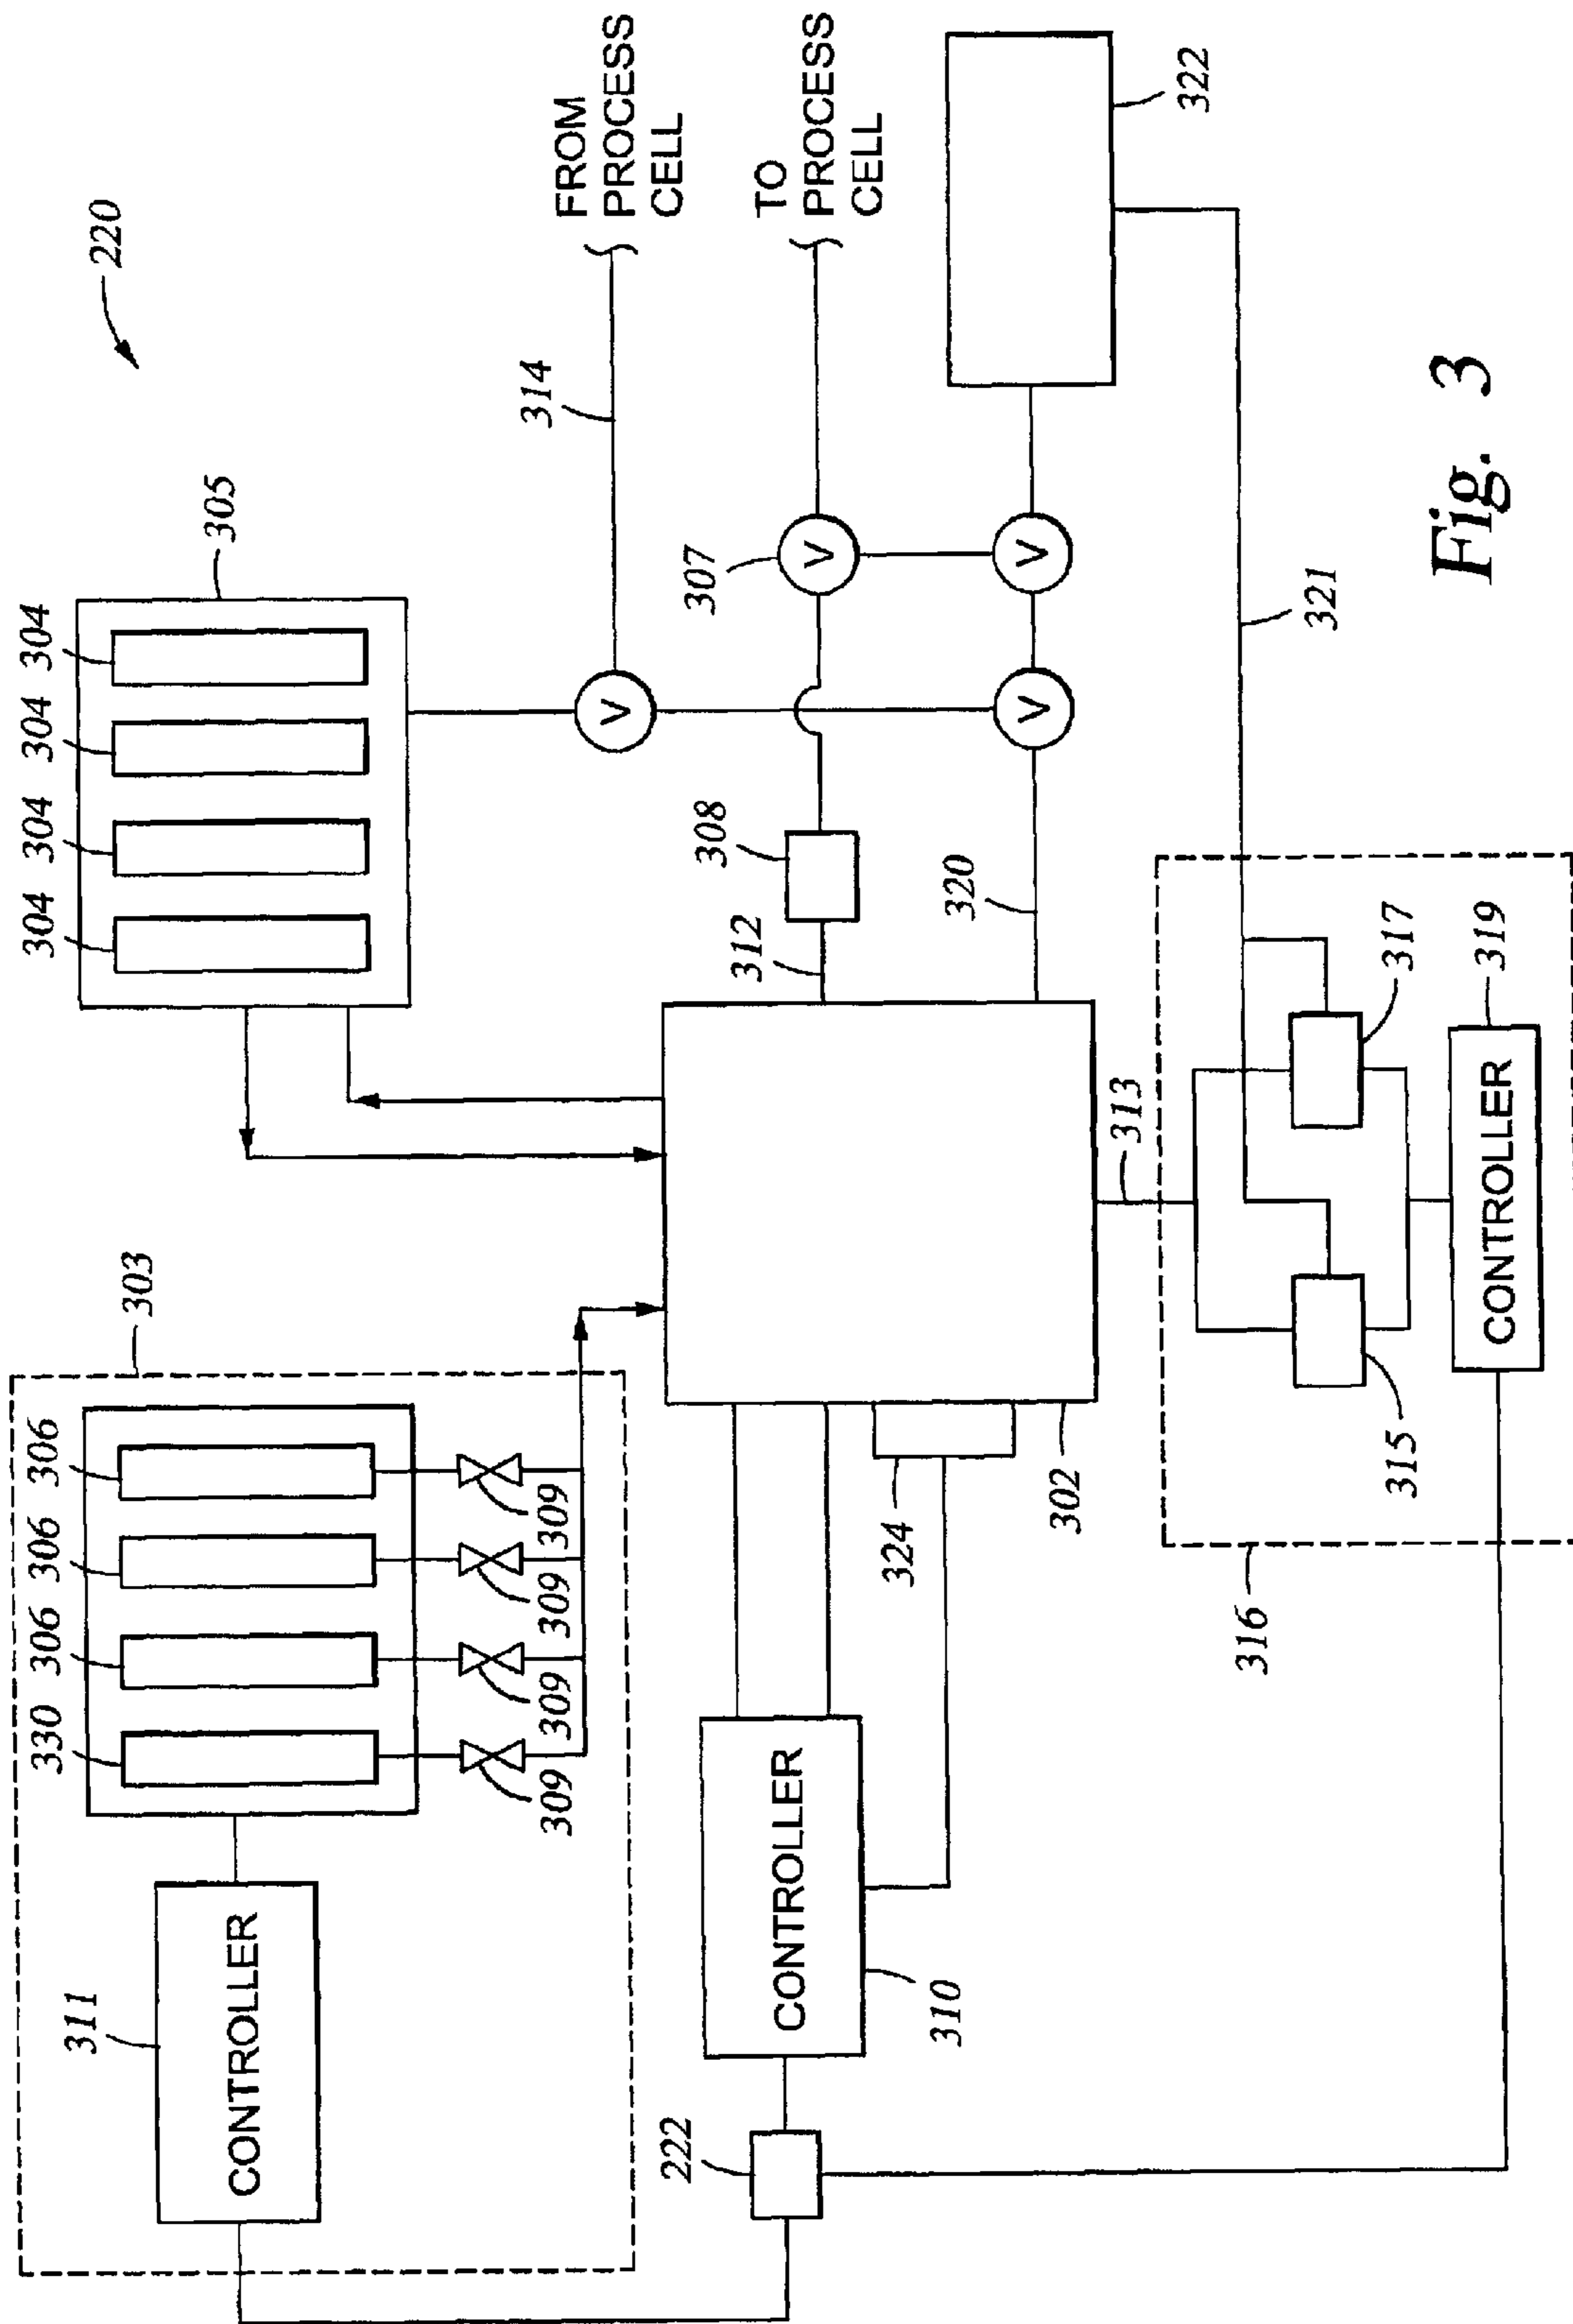 220
303
311
CONTROLLER
330
306
306
306
309
309
309
309
304
304
304
304
305
314
FROM
PROCESS
CELL
TO
PROCESS
CELL
307
V
V
V
V
308
312
320
322
222
CONTROLLER
310
324
302
313
321
316
315
317
319
CONTROLLER
Fig. 3